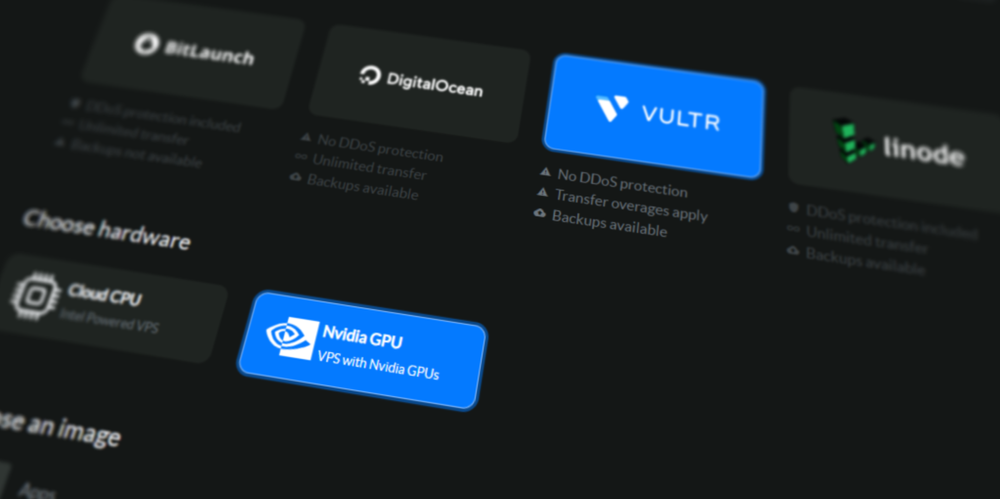 BitLaunch
DDoS protection included
Unlimited transfer
Backups not available
DigitalOcean
No DDoS protection
Unlimited transfer
Backups available
VULTR
No DDoS protection
Transfer overages apply
Backups available
linode
DDoS protection included
Unlimited transfer
Backups available
Choose hardware
Cloud CPU
Intel Powered VPS
Nvidia GPU
VPS with Nvidia GPUs
se an image
Apps